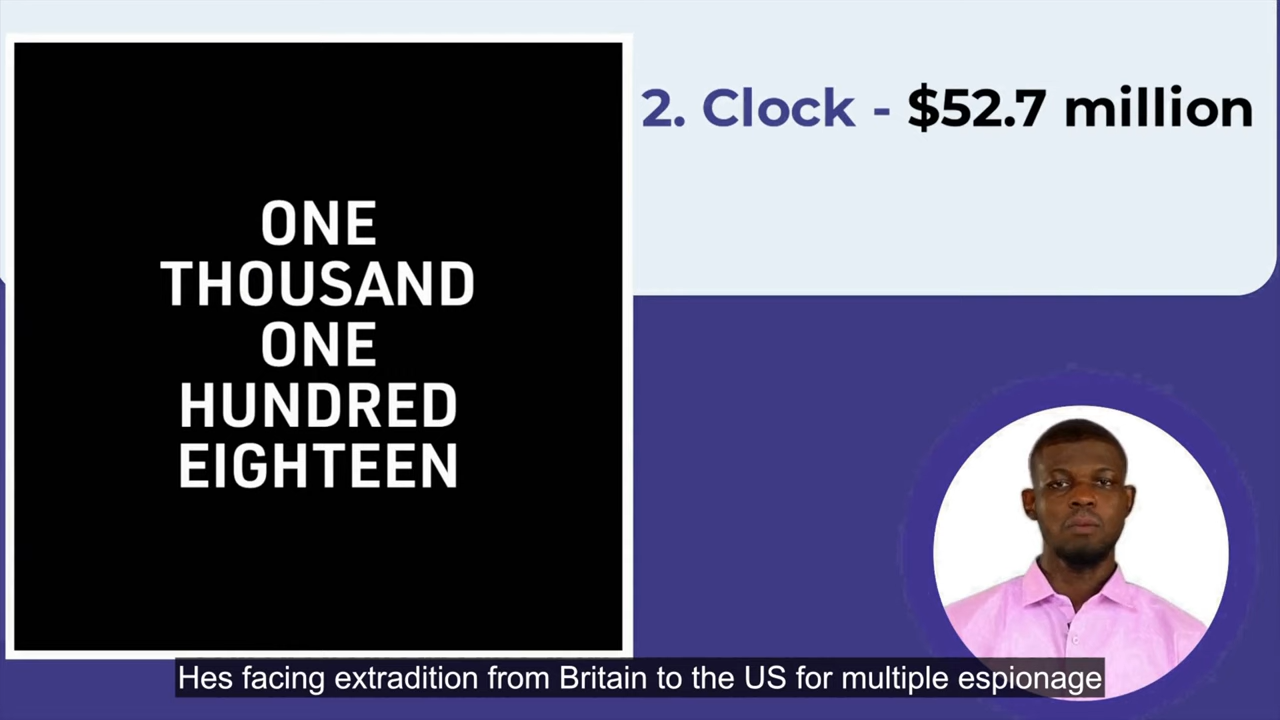 ONE
THOUSAND
ONE
HUNDRED
EIGHTEEN
2. Clock - $52.7 million
Hes facing extradition from Britain to the US for multiple espionage